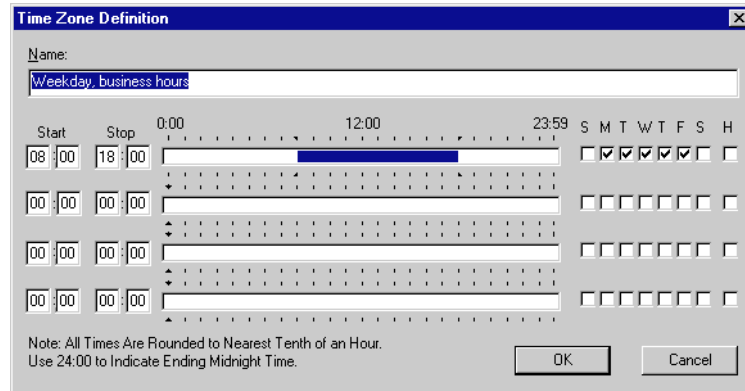 Time Zone Definition
Name:
Weekday, business hours
Start Stop 0:00 12:00 23:59 S M T W T F S H
08:00 18:00
00:00 00:00
00:00 00:00
00:00 00:00
Note: All Times Are Rounded to Nearest Tenth of an Hour.
Use 24:00 to Indicate Ending Midnight Time.
OK Cancel